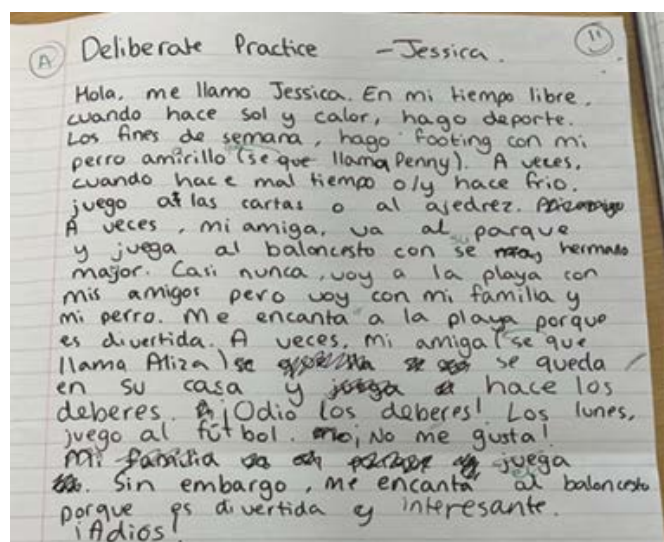 A Deliberate Practice - Jessica.
Hola, me llamo Jessica. En mi tiempo libre,
cuando hace sol y calor, hago deporte.
Los fines de semana, hago footing con mi
perro amirillo (se que llama Penny). A veces,
cuando hace mal tiempo o/y hace frio,
juego a las cartas o al ajedrez.
A veces, mi amiga, va al parque
y juega al baloncesto con se su hermano
major. Casi nunca, voy a la playa con
mis amigos pero voy con mi familia y
mi perro. Me encanta a la playa porque
es divertida. A veces, mi amiga (se que
llama Aliza) se queda
en su casa y hace los
deberes. ¡Odio los deberes! Los lunes,
juego al fútbol. ¡No me gusta!
Mi familia juega
. Sin embargo, me encanta al baloncesto
porque es divertida y interesante.
¡Adios!